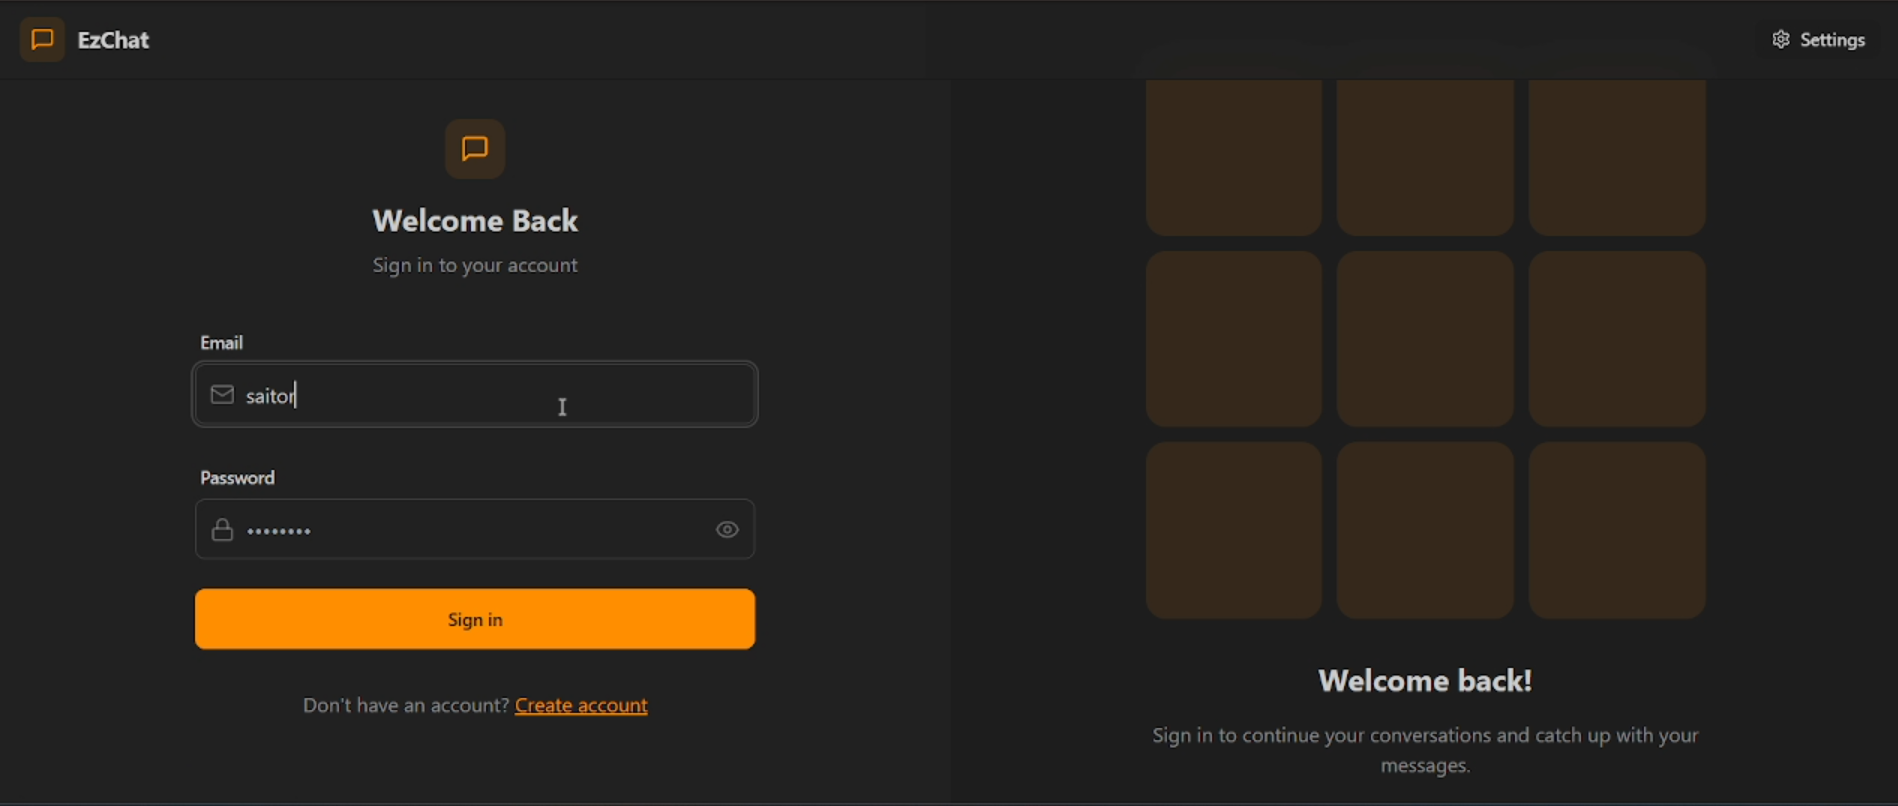 EzChat
Settings
Welcome Back
Sign in to your account
Email
saitor
Password
••••••••
Sign in
Don't have an account? Create account
Welcome back!
Sign in to continue your conversations and catch up with your
messages.